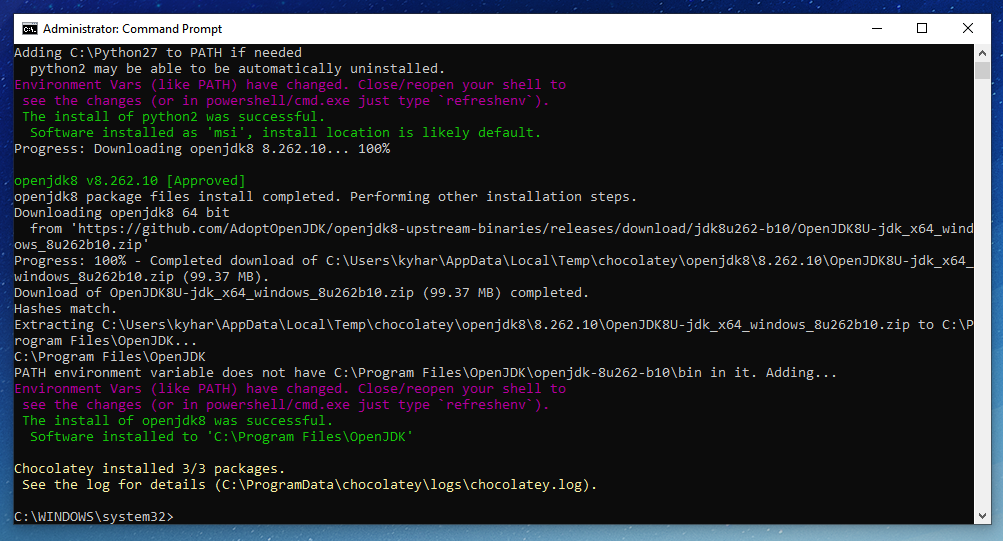 Administrator: Command Prompt
Adding C:\Python27 to PATH if needed
python2 may be able to be automatically uninstalled.
Environment Vars (like PATH) have changed. Close/reopen your shell to
see the changes (or in powershell/cmd.exe just type `refreshenv`).
The install of python2 was successful.
Software installed as 'msi', install location is likely default.
Progress: Downloading openjdk8 8.262.10... 100%
openjdk8 v8.262.10 [Approved]
openjdk8 package files install completed. Performing other installation steps.
Downloading openjdk8 64 bit
from 'https://github.com/AdoptOpenJDK/openjdk8-upstream-binaries/releases/download/jdk8u262-b10/OpenJDK8U-jdk_x64_wind
ows_8u262b10.zip'
Progress: 100% - Completed download of C:\Users\kyhar\AppData\Local\Temp\chocolatey\openjdk8\8.262.10\OpenJDK8U-jdk_x64_
windows_8u262b10.zip (99.37 MB).
Download of OpenJDK8U-jdk_x64_windows_8u262b10.zip (99.37 MB) completed.
Hashes match.
Extracting C:\Users\kyhar\AppData\Local\Temp\chocolatey\openjdk8\8.262.10\OpenJDK8U-jdk_x64_windows_8u262b10.zip to C:\P
rogram Files\OpenJDK...
C:\Program Files\OpenJDK
PATH environment variable does not have C:\Program Files\OpenJDK\openjdk-8u262-b10\bin in it. Adding...
Environment Vars (like PATH) have changed. Close/reopen your shell to
see the changes (or in powershell/cmd.exe just type `refreshenv`).
The install of openjdk8 was successful.
Software installed to 'C:\Program Files\OpenJDK'
Chocolatey installed 3/3 packages.
See the log for details (C:\ProgramData\chocolatey\logs\chocolatey.log).
C:\WINDOWS\system32>